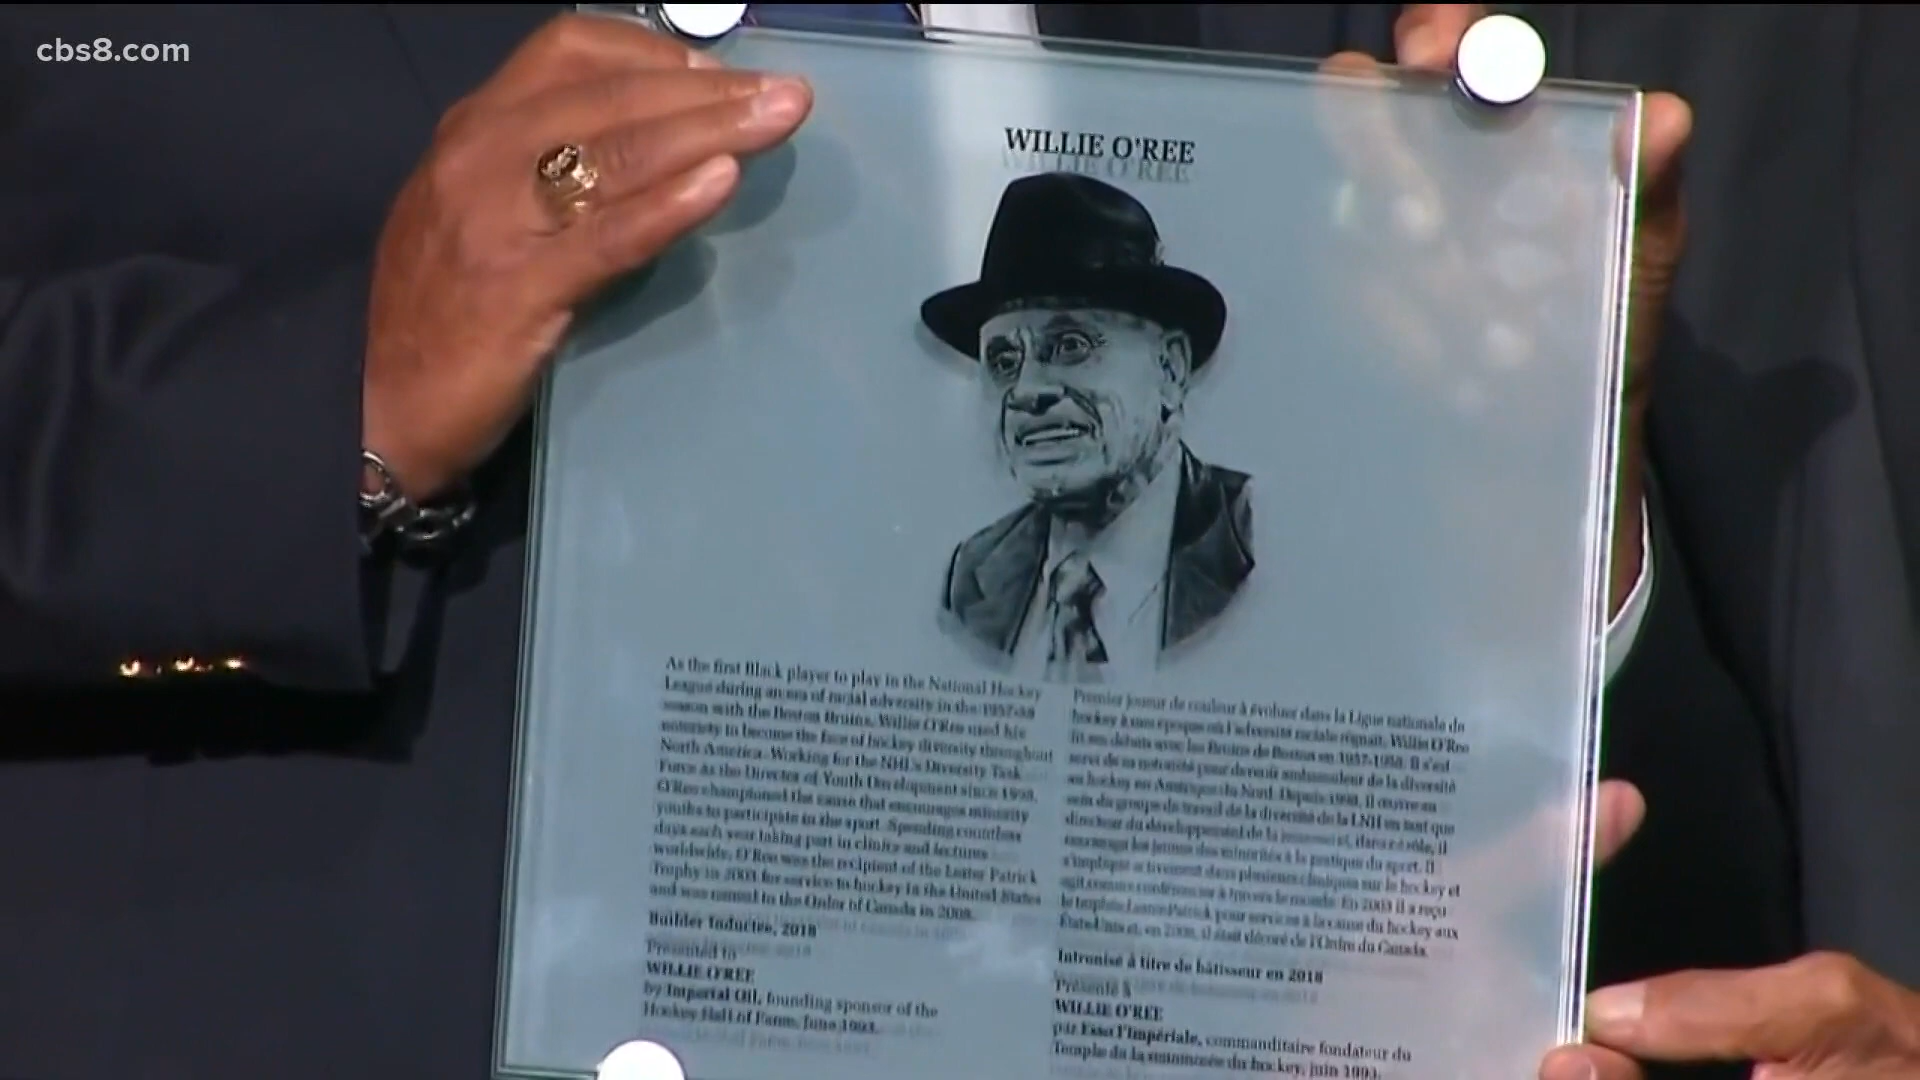 cbs8.com
WILLIE O'REE
As the first Black player to play in the National Hockey
League during an era of racial adversity in the 1957-58
season with the Boston Bruins, Willie O'Ree used his
notoriety to become the face of hockey diversity throughout
North America. Working for the NHL's Diversity Task
Force as the Director of Youth Development since 1998,
O'Ree championed the cause that encourages minority
youths to participate in the sport. Spending countless
days each year taking part in clinics and lectures
worldwide, O'Ree was the recipient of the Lester Patrick
Trophy in 2003 for service to hockey in the United States
and was named to the Order of Canada in 2008.
Builder Inductee, 2018
Presented to
WILLIE O'REE
by Imperial Oil, founding sponsor of the
Hockey Hall of Fame, June 1993.
Premier joueur de couleur à évoluer dans la Ligue nationale de
hockey à une époque où l'adversité raciale régnait, Willie O'Ree
fit ses débuts avec les Bruins de Boston en 1957-1958. Il s'est
servi de sa notoriété pour devenir ambassadeur de la diversité
au hockey en Amérique du Nord. Depuis 1998, il œuvre au
sein du groupe de travail de la diversité de la LNH en tant que
directeur du développement de la jeunesse et, dans ce rôle, il
encourage les jeunes des minorités à la pratique du sport. Il
s'implique activement dans plusieurs cliniques sur le hockey et
agit comme conférencier à travers le monde. En 2003 il a reçu
le trophée Lester Patrick pour services à la cause du hockey aux
États-Unis et, en 2008, il était décoré de l'Ordre du Canada.
Intronisé à titre de bâtisseur en 2018
Présenté à
WILLIE O'REE
par Esso l'Impériale, commanditaire fondateur du
Temple de la renommée du hockey, juin 1993.